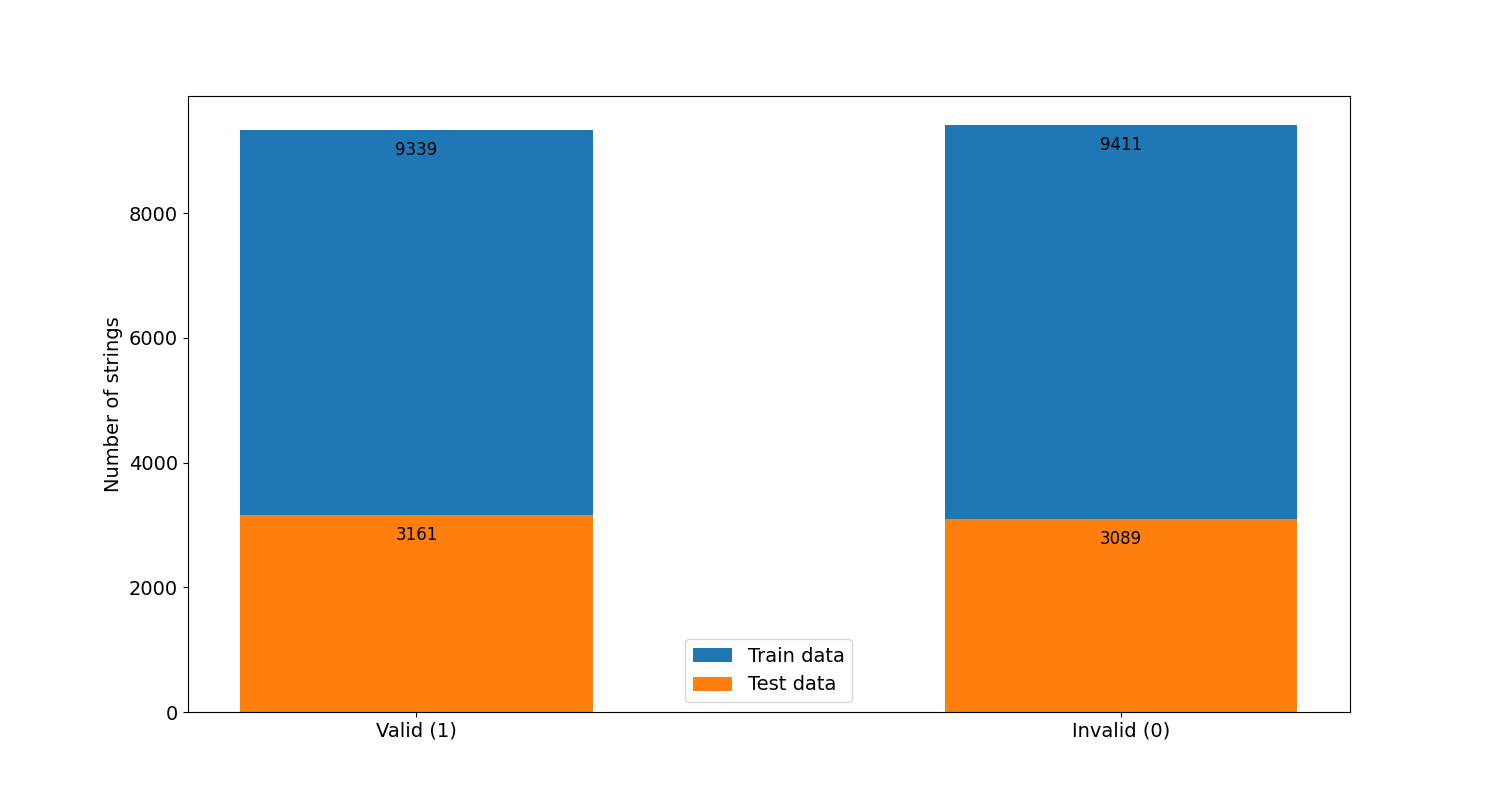 9339
9411
8000
6000
4000
2000
0
3161
3089
Number of strings
Train data
Test data
Valid (1)
Invalid (0)